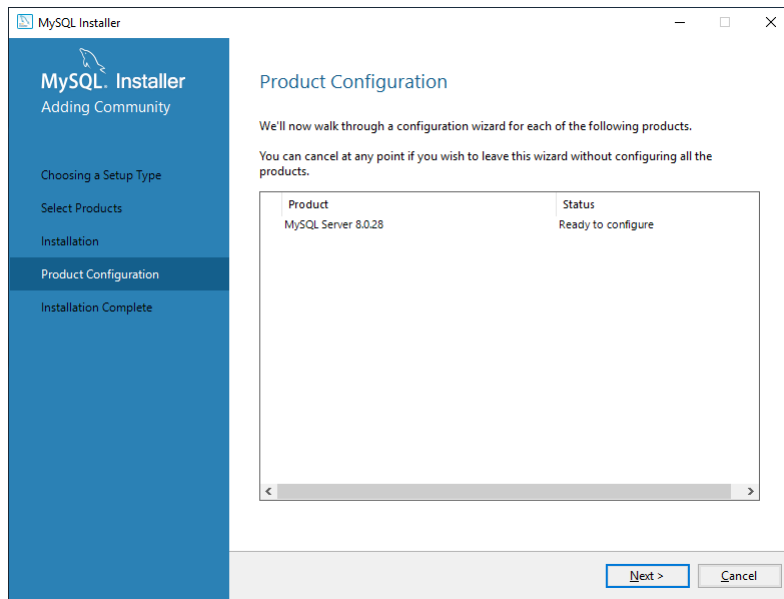 MySQL Installer
MySQL. Installer
Adding Community
Choosing a Setup Type
Select Products
Installation
Product Configuration
Installation Complete
Product Configuration
We'll now walk through a configuration wizard for each of the following products.
You can cancel at any point if you wish to leave this wizard without configuring all the
products.
Product Status
MySQL Server 8.0.28 Ready to configure
Next > Cancel